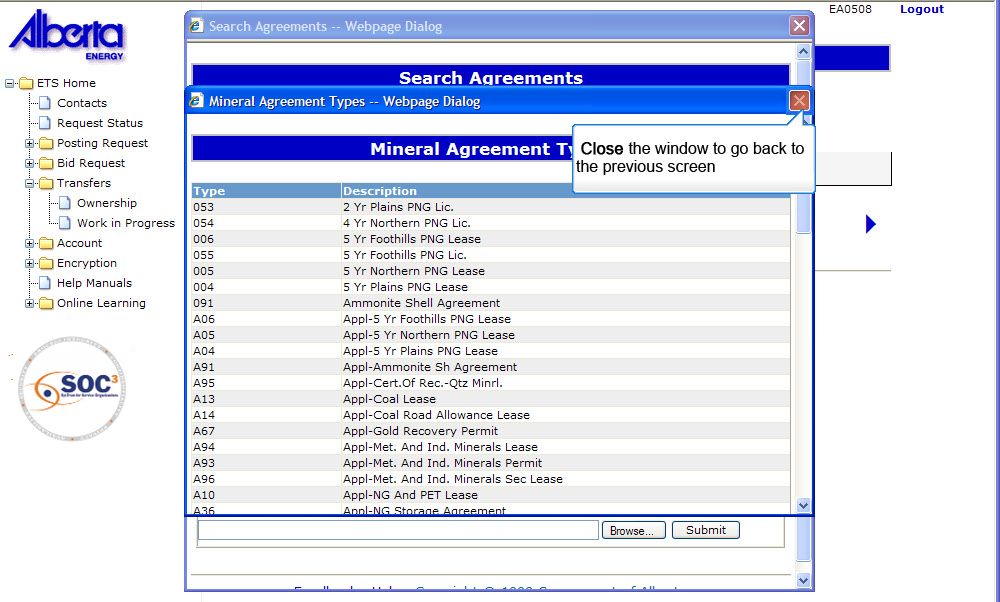 EA0508 Logout
Alberta
ENERGY
ETS Home
Contacts
Request Status
Posting Request
Bid Request
Transfers
Ownership
Work in Progress
Account
Encryption
Help Manuals
Online Learning
SOC3
Search Agreements -- Webpage Dialog
Search Agreements
Mineral Agreement Types -- Webpage Dialog
Mineral Agreement Ty
Close the window to go back to
the previous screen
Type Description
053 2 Yr Plains PNG Lic.
054 4 Yr Northern PNG Lic.
006 5 Yr Foothills PNG Lease
055 5 Yr Foothills PNG Lic.
005 5 Yr Northern PNG Lease
004 5 Yr Plains PNG Lease
091 Ammonite Shell Agreement
A06 Appl-5 Yr Foothills PNG Lease
A05 Appl-5 Yr Northern PNG Lease
A04 Appl-5 Yr Plains PNG Lease
A91 Appl-Ammonite Sh Agreement
A95 Appl-Cert.Of Rec.-Qtz Minrl.
A13 Appl-Coal Lease
A14 Appl-Coal Road Allowance Lease
A67 Appl-Gold Recovery Permit
A94 Appl-Met. And Ind. Minerals Lease
A93 Appl-Met. And Ind. Minerals Permit
A96 Appl-Met. And Ind. Minerals Sec Lease
A10 Appl-NG And PET Lease
A36 Appl-NG Storage Agreement
Browse... Submit